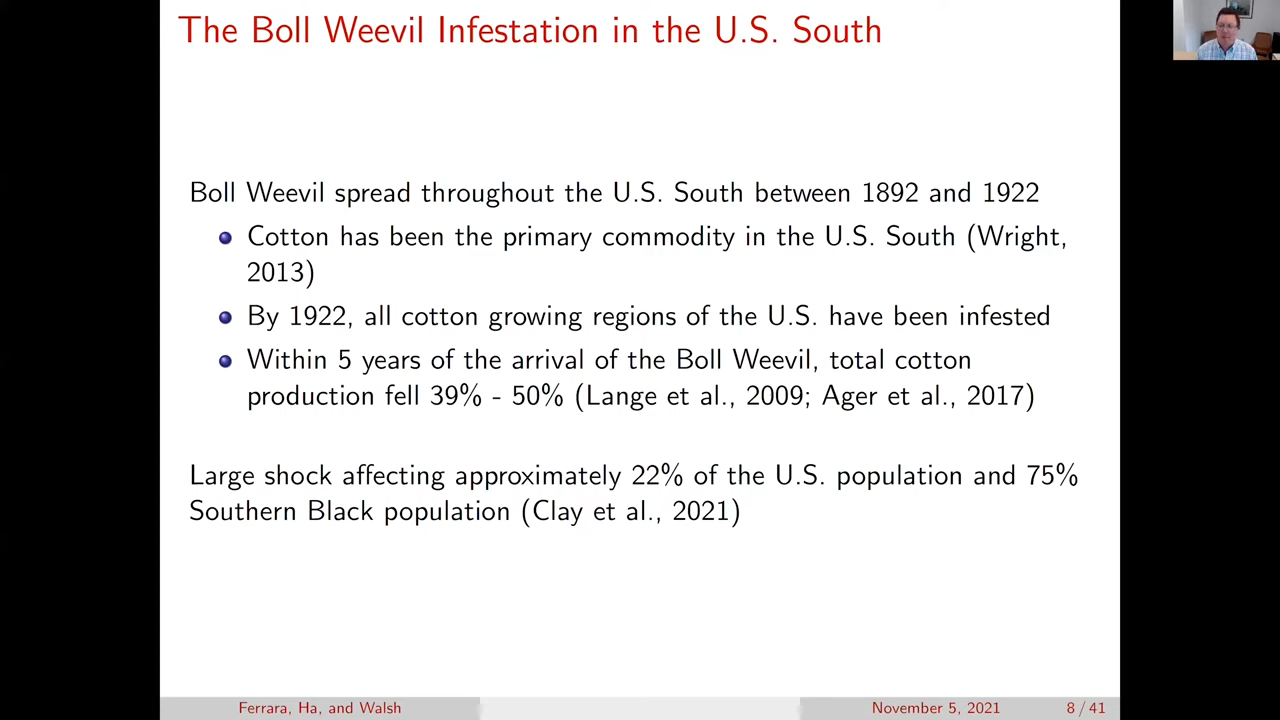 The Boll Weevil Infestation in the U.S. South
Boll Weevil spread throughout the U.S. South between 1892 and 1922
Cotton has been the primary commodity in the U.S. South (Wright,
2013)
By 1922, all cotton growing regions of the U.S. have been infested
Within 5 years of the arrival of the Boll Weevil, total cotton
production fell 39% - 50% (Lange et al., 2009; Ager et al., 2017)
Large shock affecting approximately 22% of the U.S. population and 75%
Southern Black population (Clay et al., 2021)
Ferrara, Ha, and Walsh
November 5, 2021
8 / 41